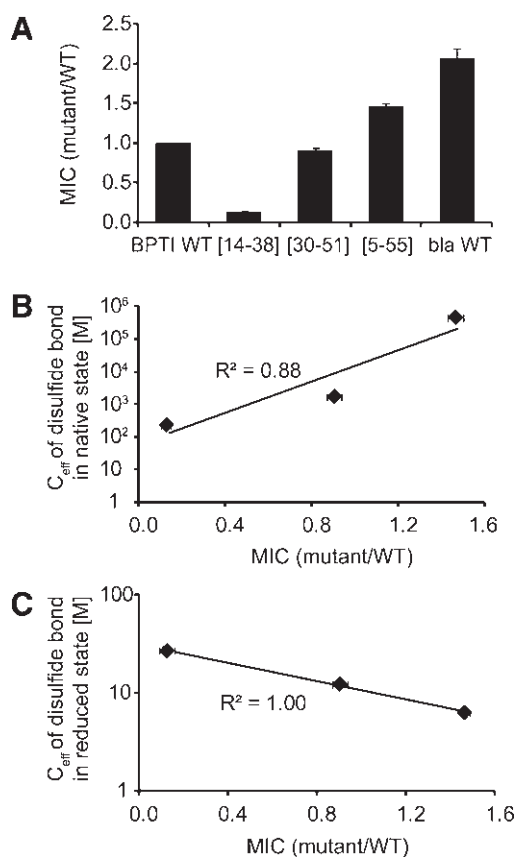 A
MIC (mutant/WT)
2.5
2.0
1.5
1.0
0.5
0.0
BPTI WT [14-38] [30-51] [5-55] bla WT
B
C_eff of disulfide bond
in native state [M]
10⁶
10⁵
10⁴
10³
10²
10
1
R² = 0.88
0.0 0.4 0.8 1.2 1.6
MIC (mutant/WT)
C
C_eff of disulfide bond
in reduced state [M]
100
10
1
R² = 1.00
0.0 0.4 0.8 1.2 1.6
MIC (mutant/WT)